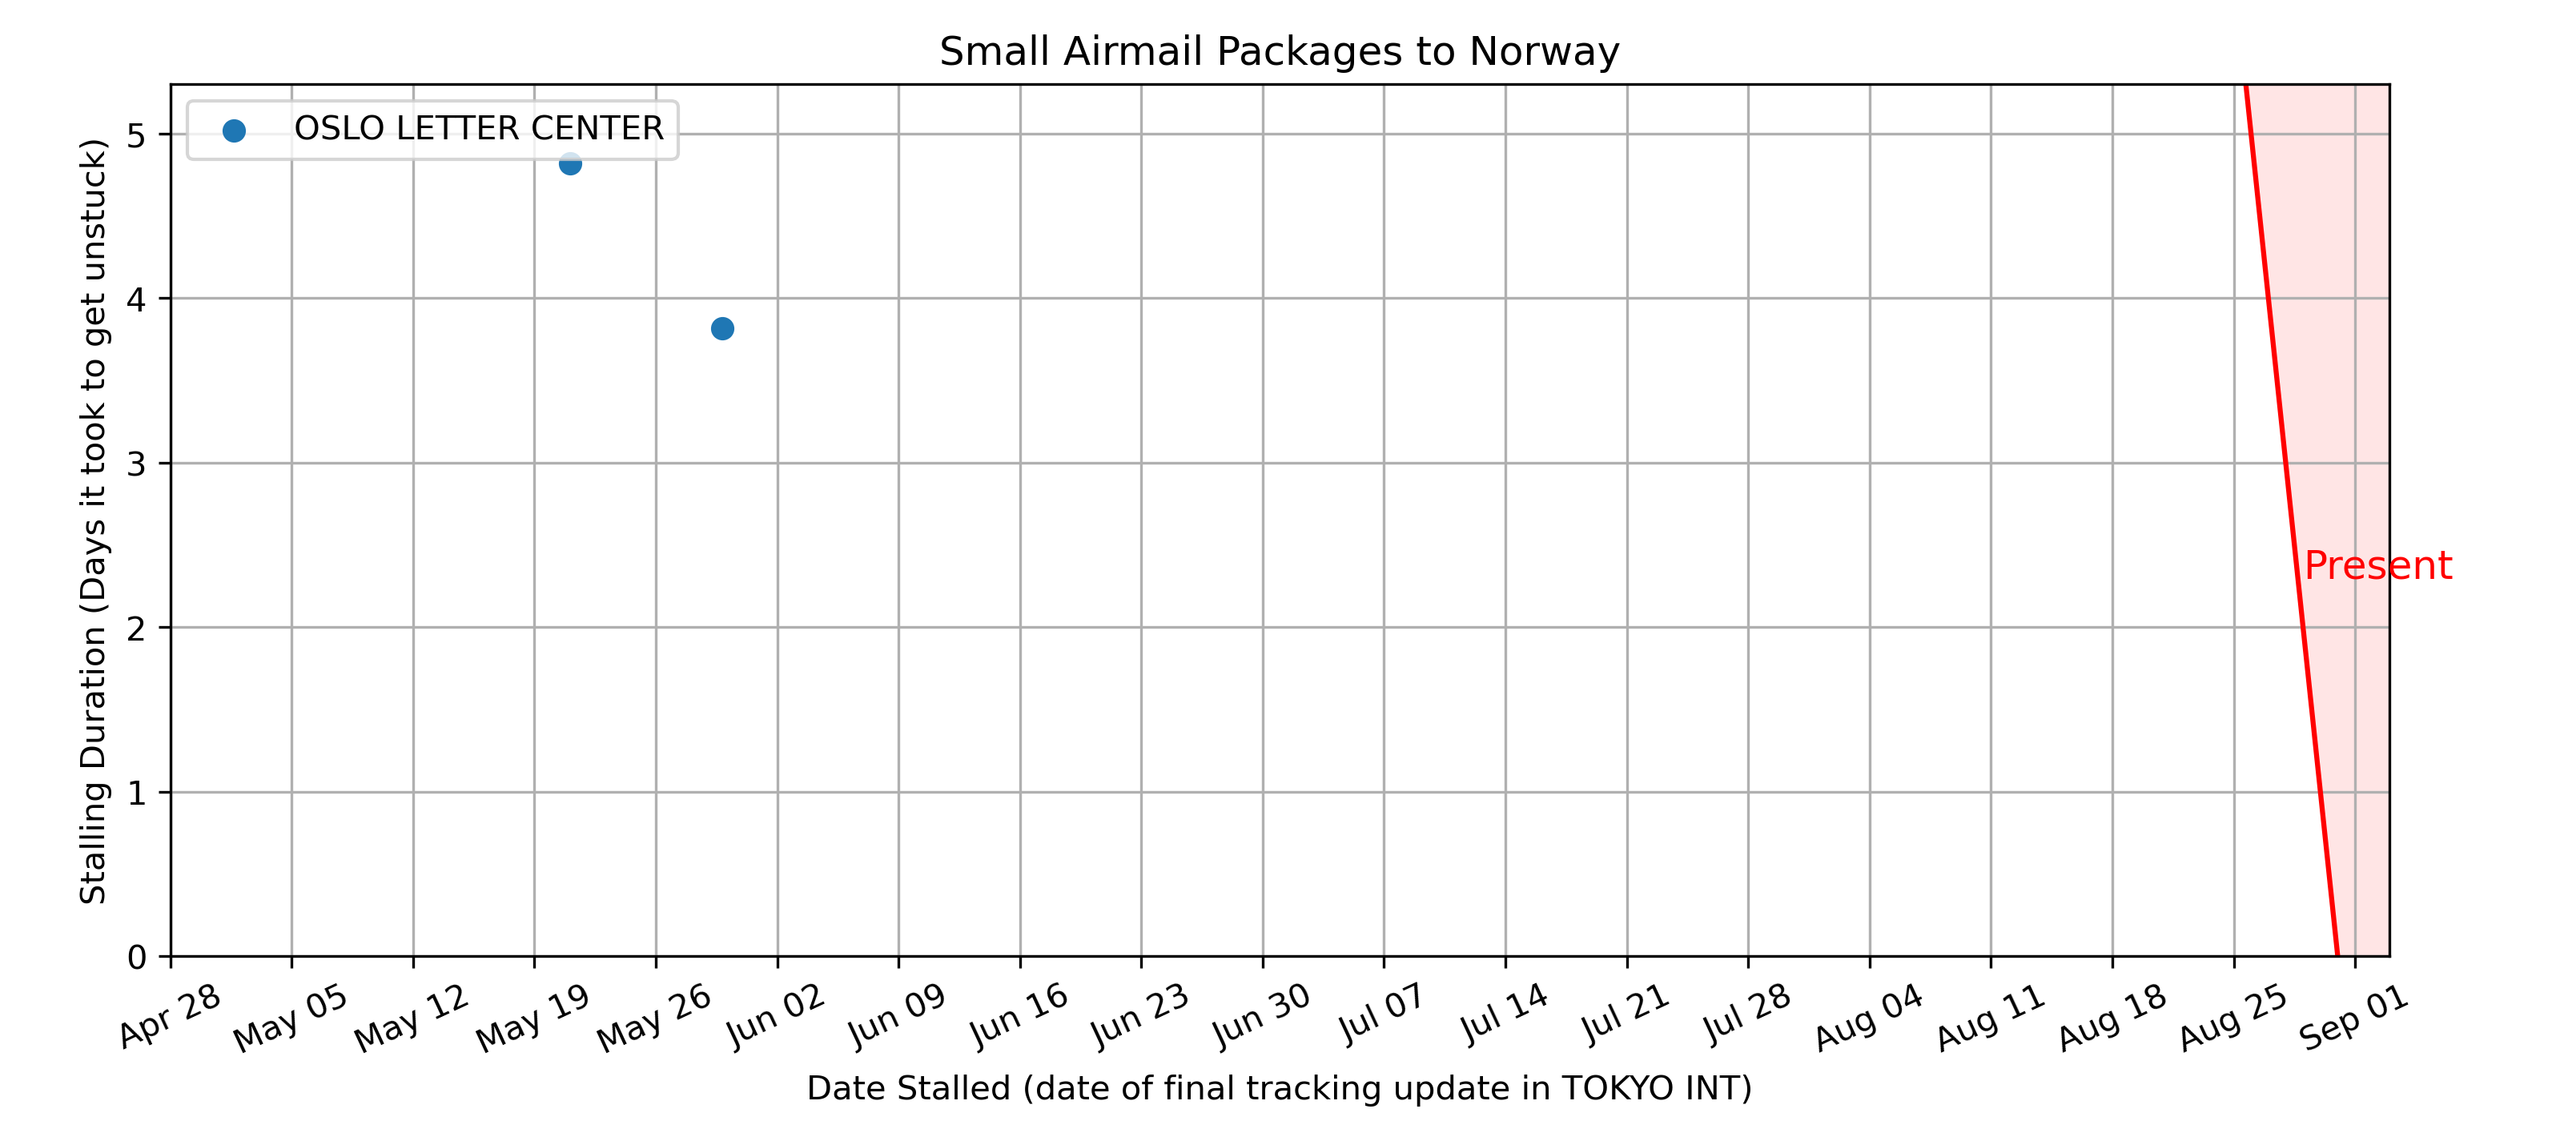 Small Airmail Packages to Norway
OSLO LETTER CENTER
Stalling Duration (Days it took to get unstuck)
5
4
3
2
1
0
Present
Apr 28
May 05
May 12
May 19
May 26
Jun 02
Jun 09
Jun 16
Jun 23
Jun 30
Jul 07
Jul 14
Jul 21
Jul 28
Aug 04
Aug 11
Aug 18
Aug 25
Sep 01
Date Stalled (date of final tracking update in TOKYO INT)